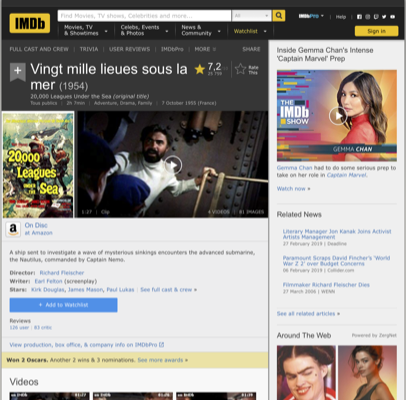 IMDb
Find Movies, TV shows, Celebrities and more...
All
IMDbPro
Help
Movies, TV & Showtimes
Celebs, Events & Photos
News & Community
Watchlist
Sign in
FULL CAST AND CREW | TRIVIA | USER REVIEWS | IMDbPro | MORE
SHARE
Vingt mille lieues sous la mer (1954)
20,000 Leagues Under the Sea (original title)
Tous publics | 2h 7min | Adventure, Drama, Family | 7 October 1955 (France)
7,2
Rate This
20000 Leagues Under the Sea
1:27 | Clip
4 VIDEOS
81 IMAGES
On Disc
at Amazon
A ship sent to investigate a wave of mysterious sinkings encounters the advanced submarine, the Nautilus, commanded by Captain Nemo.
Director: Richard Fleischer
Writer: Earl Felton (screenplay)
Stars: Kirk Douglas, James Mason, Paul Lukas | See full cast & crew »
+ Add to Watchlist
Reviews
126 user | 83 critic
View production, box office, & company info on IMDbPro
Won 2 Oscars. Another 2 wins & 3 nominations. See more awards »
Videos
Inside Gemma Chan's Intense 'Captain Marvel' Prep
THE IMDb SHOW
GEMMA CHAN
Gemma Chan had to do some serious prep to take on her role in Captain Marvel.
Watch now »
Related News
Literary Manager Jon Kanak Joins Activist Artists Management
27 February 2019 | Deadline
Paramount Scraps David Fincher's 'World War Z 2' over Budget Concerns
06 February 2019 | Collider.com
Filmmaker Richard Fleischer Dies
27 March 2006 | WENN
See all related articles »
Around The Web
Powered by ZergNet